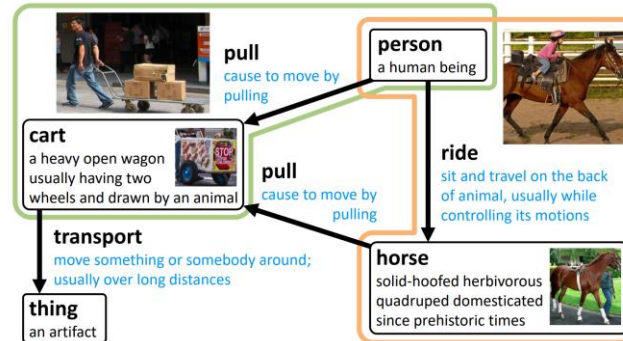 pull
cause to move by
pulling
person
a human being
cart
a heavy open wagon
usually having two
wheels and drawn by an animal
STOP
pull
cause to move by
pulling
ride
sit and travel on the back
of animal, usually while
controlling its motions
transport
move something or somebody around;
usually over long distances
horse
solid-hoofed herbivorous
quadruped domesticated
since prehistoric times
thing
an artifact